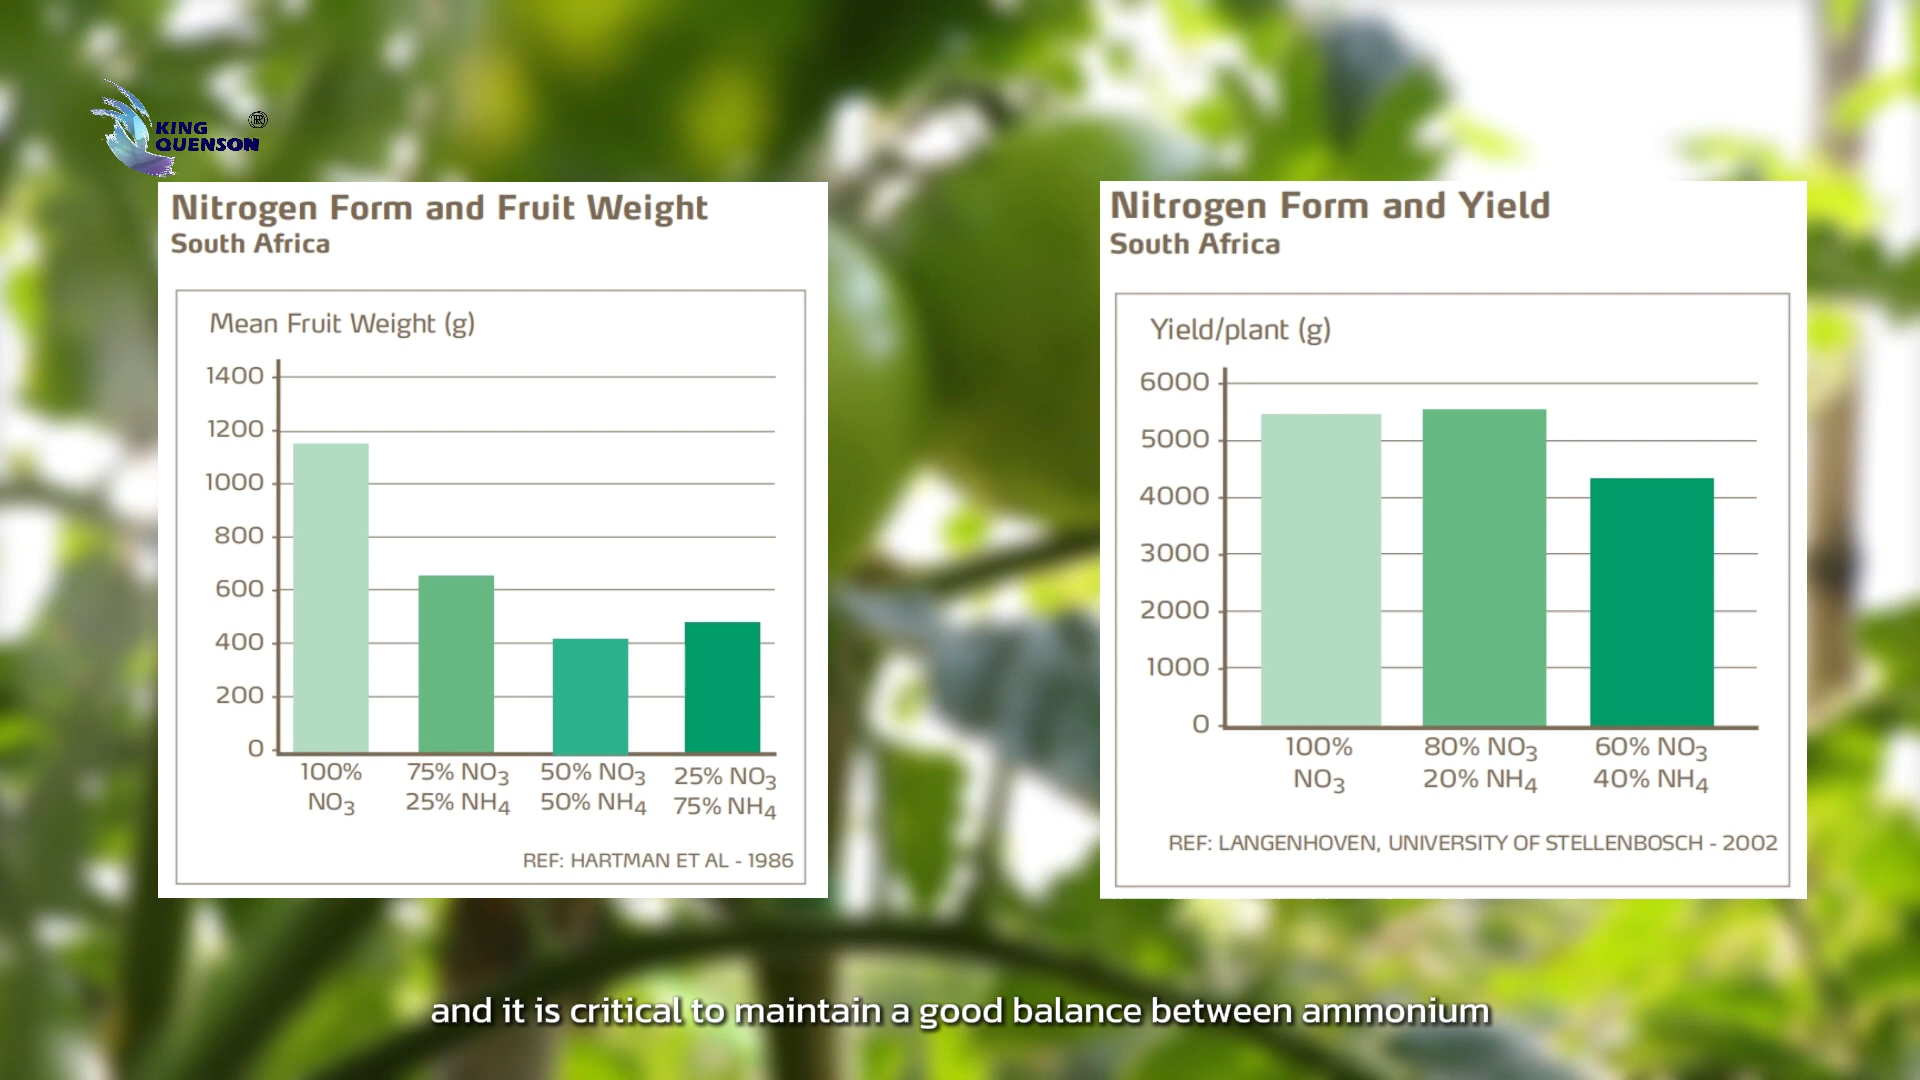 KING
QUENSON
®
Nitrogen Form and Fruit Weight
South Africa
Mean Fruit Weight (g)
1400
1200
1000
800
600
400
200
0
100%
NO3
75% NO3
25% NH4
50% NO3
50% NH4
25% NO3
75% NH4
REF: HARTMAN ET AL - 1986
Nitrogen Form and Yield
South Africa
Yield/plant (g)
6000
5000
4000
3000
2000
1000
0
100%
NO3
80% NO3
20% NH4
60% NO3
40% NH4
REF: LANGENHOVEN, UNIVERSITY OF STELLENBOSCH - 2002
and it is critical to maintain a good balance between ammonium